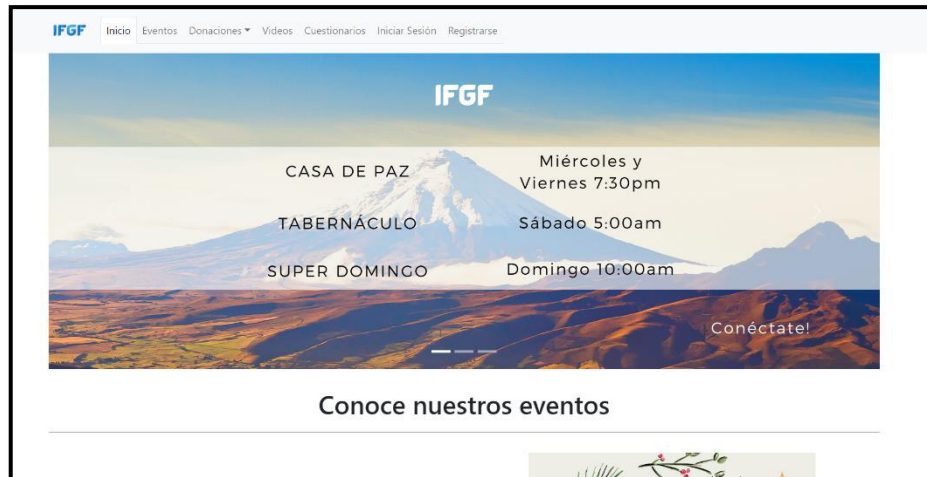 IFGF Inicio Eventos Donaciones Videos Cuestionarios Iniciar Sesión Registrarse
IFGF
CASA DE PAZ
Miércoles y
Viernes 7:30pm
TABERNÁCULO
Sábado 5:00am
SUPER DOMINGO
Domingo 10:00am
Conéctate!
Conoce nuestros eventos